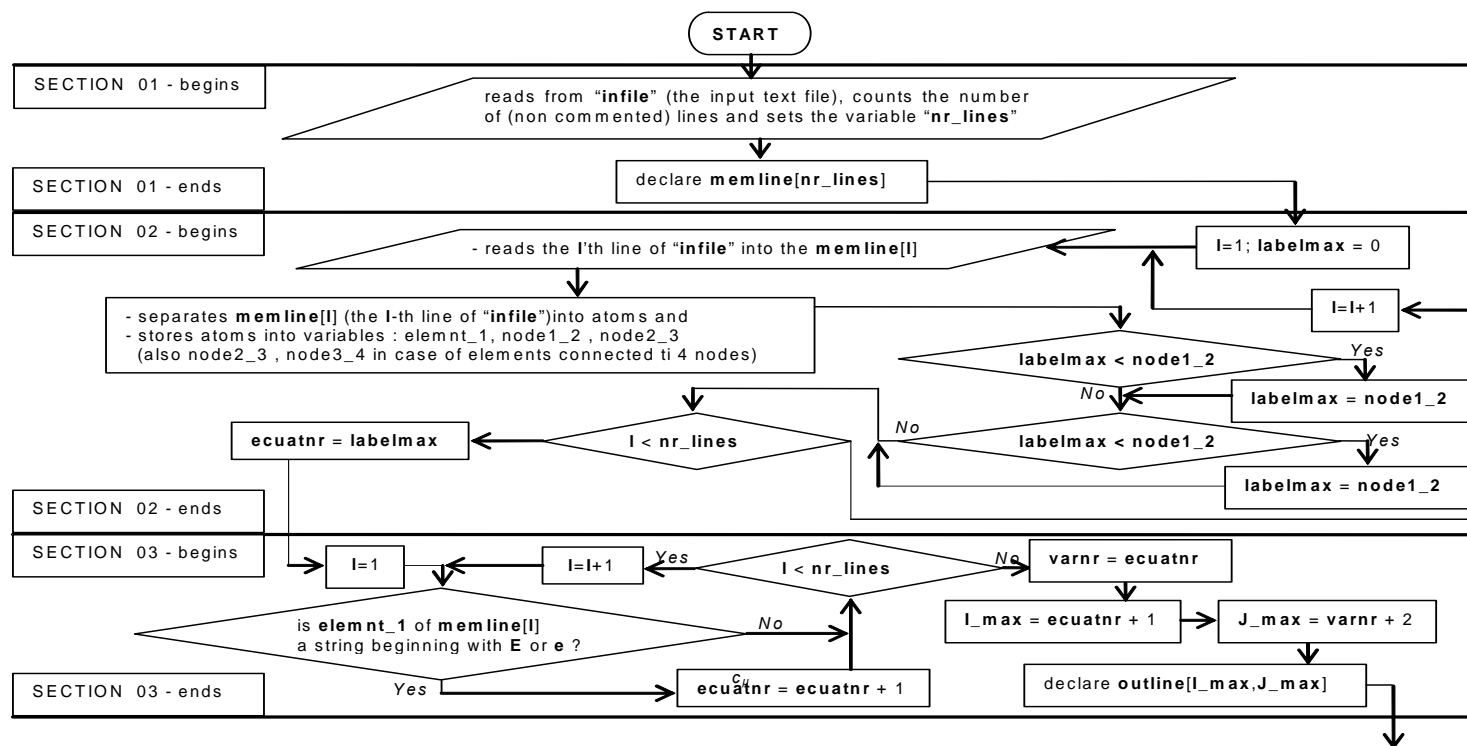 START
SECTION 01 - begins
reads from “infile” (the input text file), counts the number
of (non commented) lines and sets the variable “nr_lines”
SECTION 01 - ends
declare memline[nr_lines]
SECTION 02 - begins
- reads the I'th line of “infile” into the memline[I]
I=1; labelmax = 0
I=I+1
- separates memline[I] (the I-th line of “infile”)into atoms and
- stores atoms into variables : elemnt_1, node1_2 , node2_3
(also node2_3 , node3_4 in case of elements connected ti 4 nodes)
labelmax < node1_2
Yes
No
labelmax = node1_2
ecuatnr = labelmax
I < nr_lines
No
labelmax < node1_2
Yes
labelmax = node1_2
SECTION 02 - ends
SECTION 03 - begins
I=1
I=I+1
Yes
I < nr_lines
No
varnr = ecuatnr
is elemnt_1 of memline[I]
a string beginning with E or e ?
No
I_max = ecuatnr + 1
J_max = varnr + 2
SECTION 03 - ends
Yes
ecuatnr = ecuatnr + 1
declare outline[I_max,J_max]